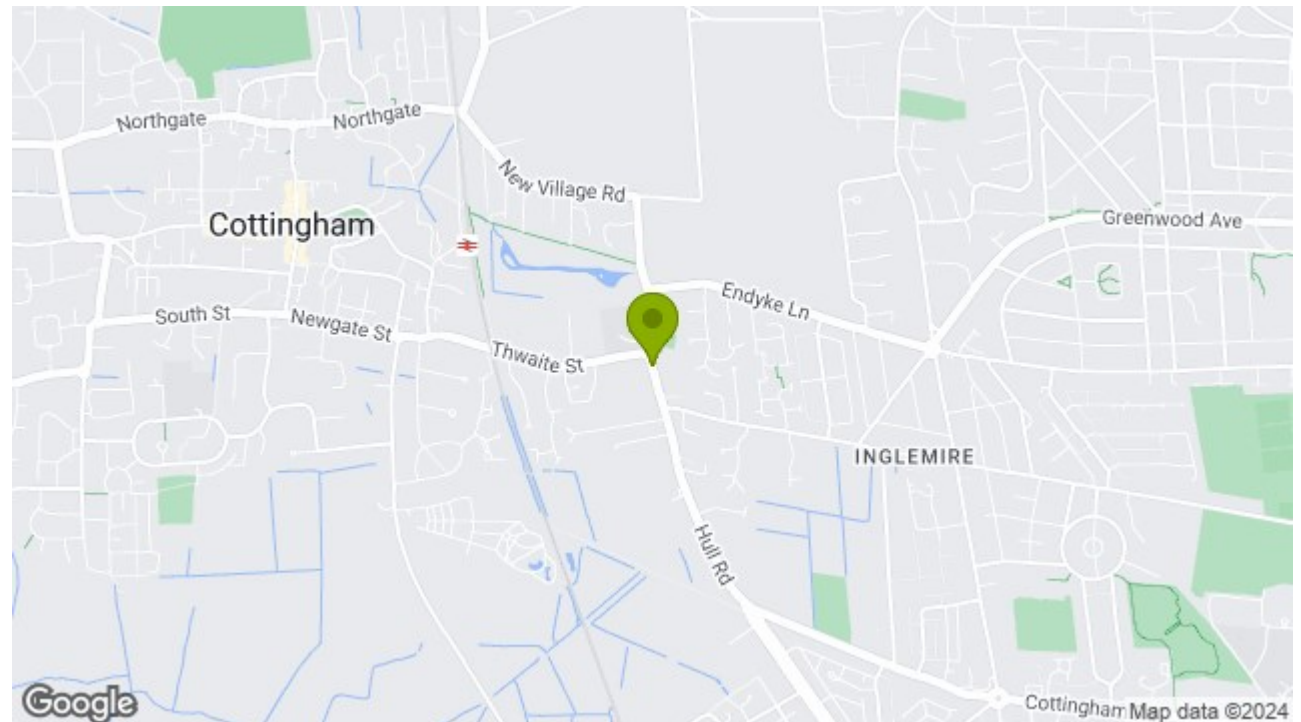 Northgate
Northgate
New Village Rd
Cottingham
Greenwood Ave
Endyke Ln
South St
Newgate St
Thwaite St
INGLEMIRE
Hull Rd
Google
Cottingham
Map data ©2024